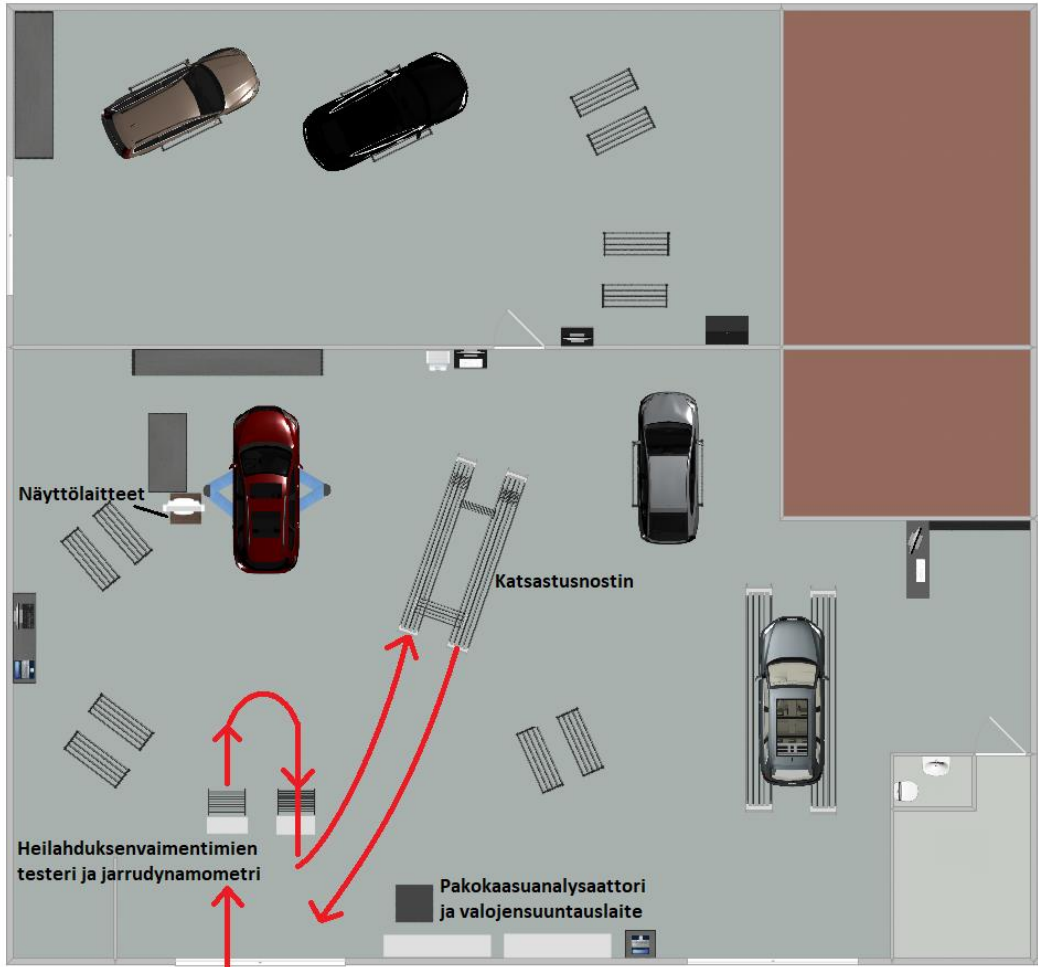 Näyttölaitteet
Katsastusnostin
Heilahduksenvaimentimien
testeri ja jarrudynamometri
Pakokaasuanalysaattori
ja valojensuuntauslaite